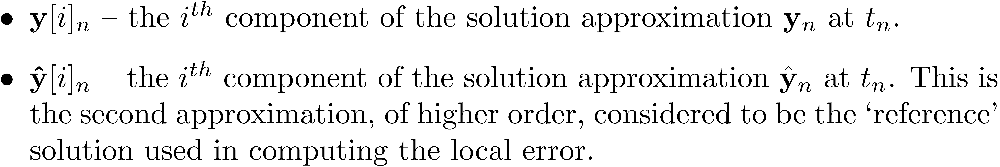 • $\mathbf{y}[i]_n$ – the $i^{th}$ component of the solution approximation $\mathbf{y}_n$ at $t_n$.
• $\hat{\mathbf{y}}[i]_n$ – the $i^{th}$ component of the solution approximation $\hat{\mathbf{y}}_n$ at $t_n$. This is
the second approximation, of higher order, considered to be the ‘reference’
solution used in computing the local error.